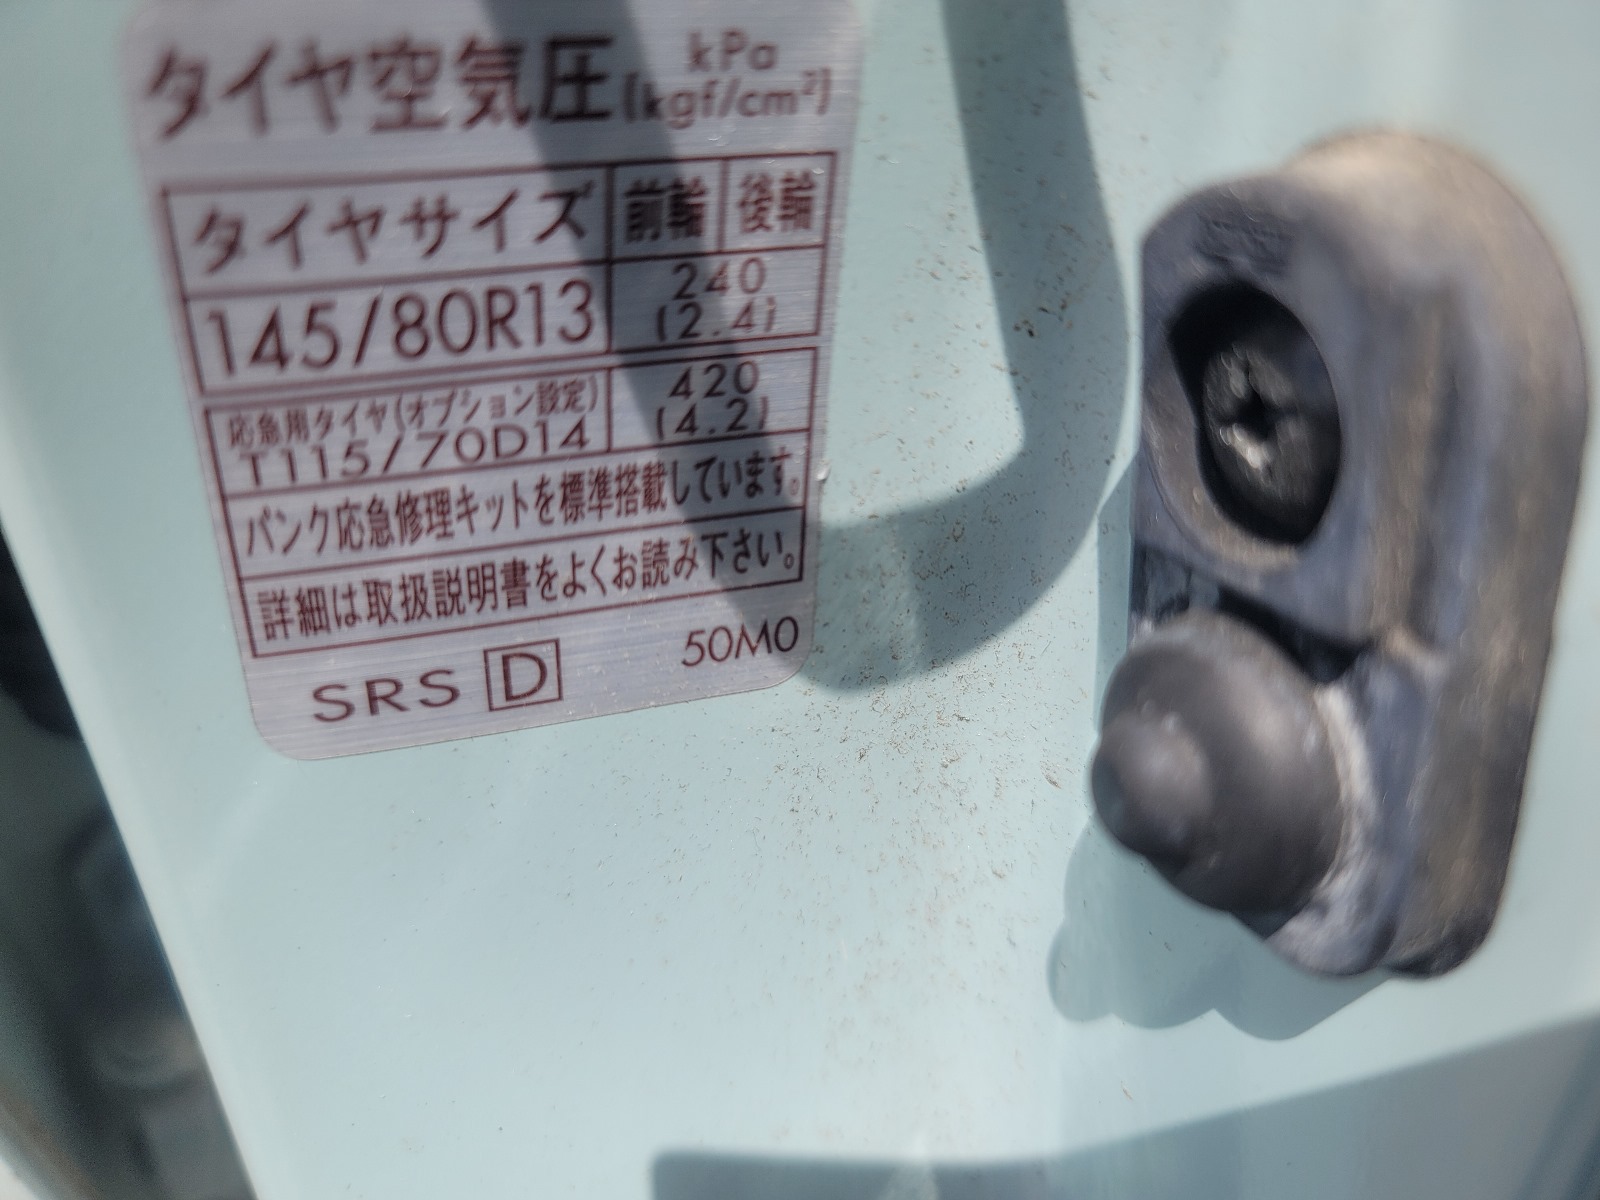 タイヤ空気圧 kPa (kgf/cm²)
タイヤサイズ 前輪 後輪
145/80R13 240 (2.4)
応急用タイヤ(オプション設定) 420
T115/70D14 (4.2)
パンク応急修理キットを標準搭載しています。
詳細は取扱説明書をよくお読み下さい。
SRS D 50M0